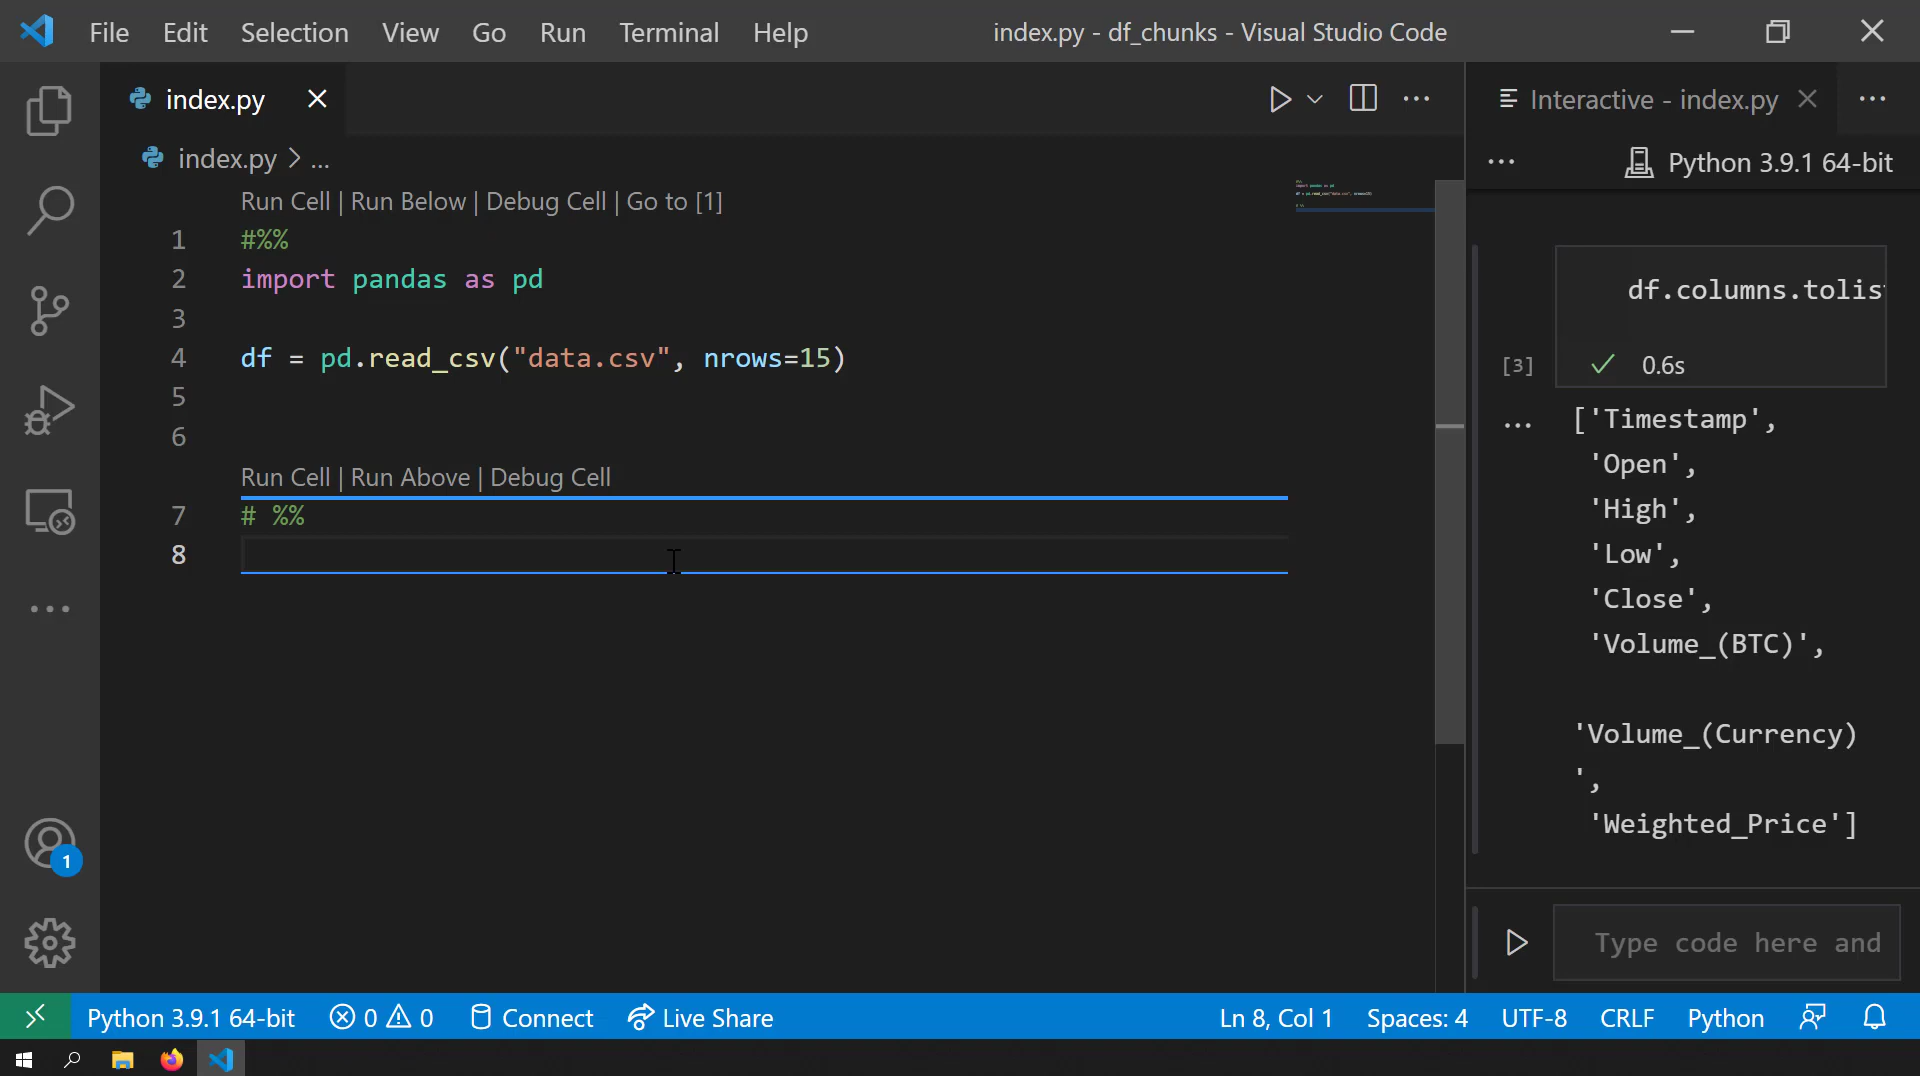 File Edit Selection View Go Run Terminal Help index.py - df_chunks - Visual Studio Code
index.py
Interactive - index.py
index.py > ...
Python 3.9.1 64-bit
Run Cell | Run Below | Debug Cell | Go to [1]
1 #%%
2 import pandas as pd
3
4 df = pd.read_csv("data.csv", nrows=15)
5
6
Run Cell | Run Above | Debug Cell
7 # %%
8
df.columns.tolis
[3] 0.6s
['Timestamp',
'Open',
'High',
'Low',
'Close',
'Volume_(BTC)',
'Volume_(Currency)
',
'Weighted_Price']
Type code here and
1
Python 3.9.1 64-bit 0 0 Connect Live Share Ln 8, Col 1 Spaces: 4 UTF-8 CRLF Python